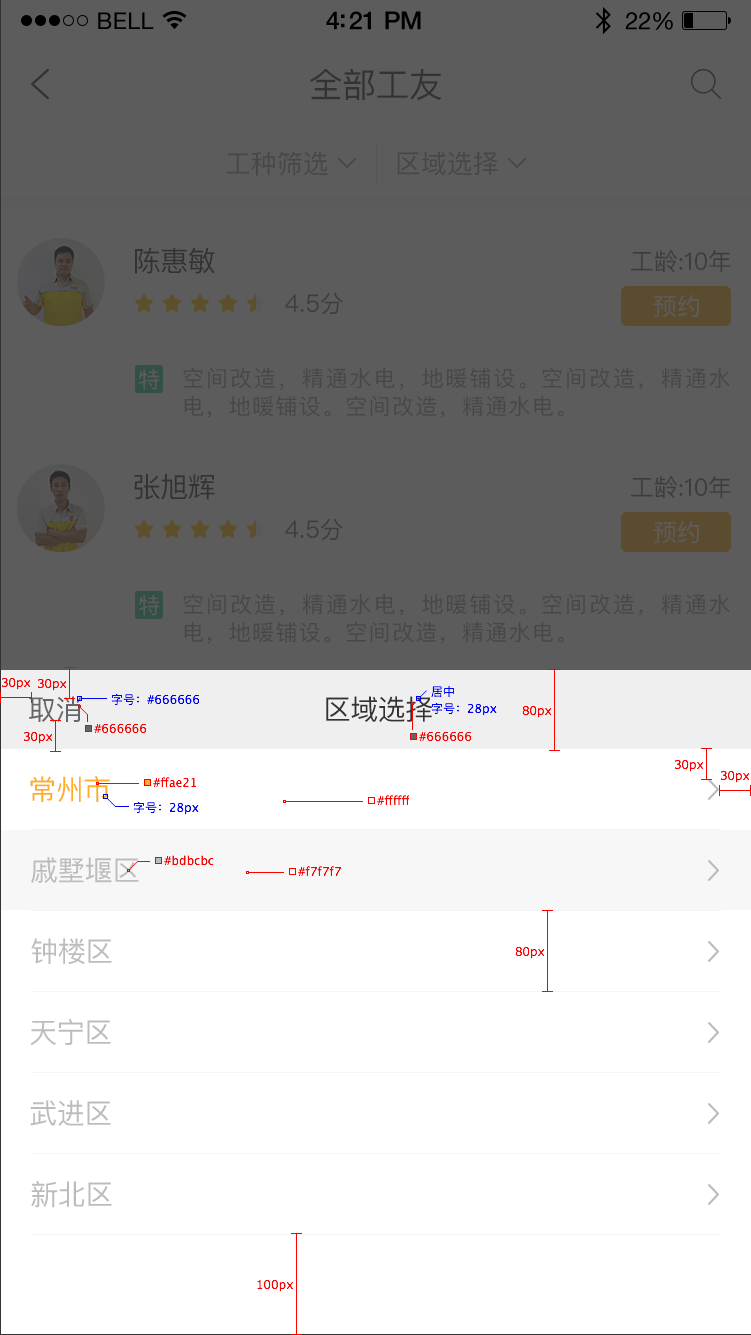 BELL 4:21 PM 22%
全部工友
工种筛选 区域选择
陈惠敏 工龄:10年
4.5分 预约
特 空间改造，精通水电，地暖铺设。空间改造，精通水
电，地暖铺设。空间改造，精通水电。
张旭辉 工龄:10年
4.5分 预约
特 空间改造，精通水电，地暖铺设。空间改造，精通水
电，地暖铺设。空间改造，精通水电。
30px 30px
字号：#666666
居中
取消 区域选择
字号：28px
80px
#666666
#666666
30px
30px
30px
常州市
#ffae21
#ffffff
字号：28px
戚墅堰区
#bdbcbc
#f7f7f7
钟楼区
80px
天宁区
武进区
新北区
100px